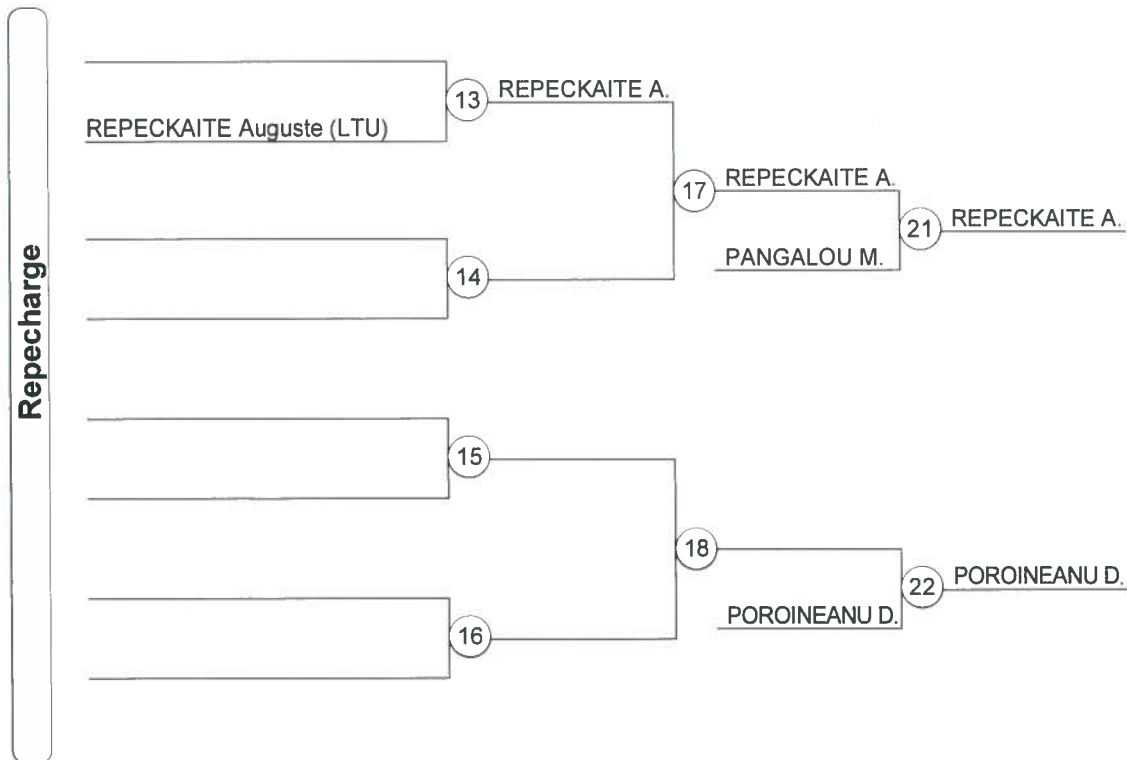 Repecharge
REPECKAITE Auguste (LTU)
13
REPECKAITE A.
14
17
REPECKAITE A.
PANGALOU M.
21
REPECKAITE A.
15
16
18
POROINEANU D.
22
POROINEANU D.